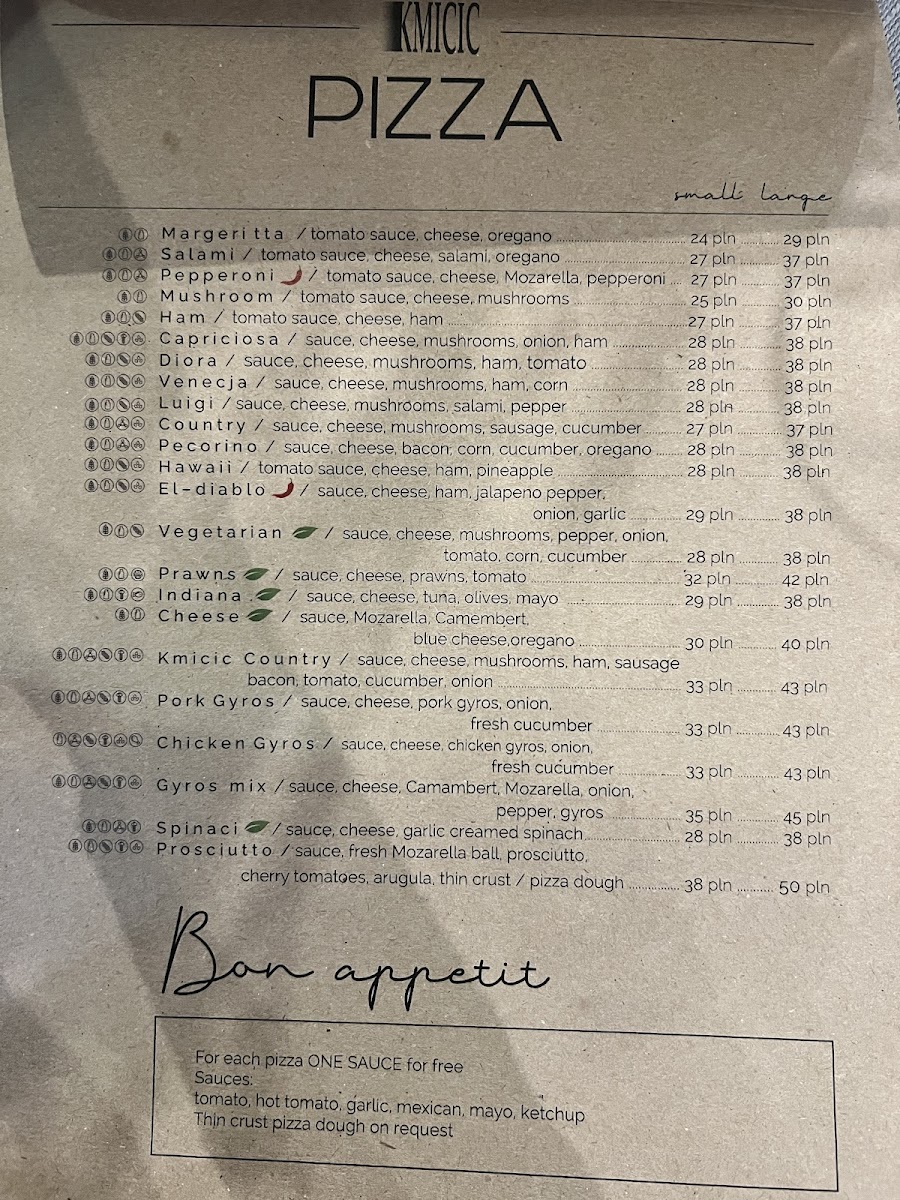 KMICIC
PIZZA
small large
Margeritta / tomato sauce, cheese, oregano 24 pln 29 pln
Salami / tomato sauce, cheese, salami, oregano 27 pln 37 pln
Pepperoni / tomato sauce, cheese, Mozarella, pepperoni 27 pln 37 pln
Mushroom / tomato sauce, cheese, mushrooms 25 pln 30 pln
Ham / tomato sauce, cheese, ham 27 pln 37 pln
Capriciosa / sauce, cheese, mushrooms, onion, ham 28 pln 38 pln
Diora / sauce, cheese, mushrooms, ham, tomato 28 pln 38 pln
Venecja / sauce, cheese, mushrooms, ham, corn 28 pln 38 pln
Luigi / sauce, cheese, mushrooms, salami, pepper 28 pln 38 pln
Country / sauce, cheese, mushrooms, sausage, cucumber 27 pln 37 pln
Pecorino / sauce, cheese, bacon, corn, cucumber, oregano 28 pln 38 pln
Hawaii / tomato sauce, cheese, ham, pineapple 28 pln 38 pln
El-diablo / sauce, cheese, ham, jalapeno pepper,
onion, garlic 29 pln 38 pln
Vegetarian / sauce, cheese, mushrooms, pepper, onion,
tomato, corn, cucumber 28 pln 38 pln
Prawns / sauce, cheese, prawns, tomato 32 pln 42 pln
Indiana / sauce, cheese, tuna, olives, mayo 29 pln 38 pln
Cheese / sauce, Mozarella, Camembert,
blue cheese,oregano 30 pln 40 pln
Kmicic Country / sauce, cheese, mushrooms, ham, sausage
bacon, tomato, cucumber, onion 33 pln 43 pln
Pork Gyros / sauce, cheese, pork gyros, onion,
fresh cucumber 33 pln 43 pln
Chicken Gyros / sauce, cheese, chicken gyros, onion,
fresh cucumber 33 pln 43 pln
Gyros mix / sauce, cheese, Camambert, Mozarella, onion,
pepper, gyros 35 pln 45 pln
Spinaci / sauce, cheese, garlic creamed spinach 28 pln 38 pln
Prosciutto / sauce, fresh Mozarella ball, prosciutto,
cherry tomatoes, arugula, thin crust / pizza dough 38 pln 50 pln
Bon appetit
For each pizza ONE SAUCE for free
Sauces:
tomato, hot tomato, garlic, mexican, mayo, ketchup
Thin crust pizza dough on request